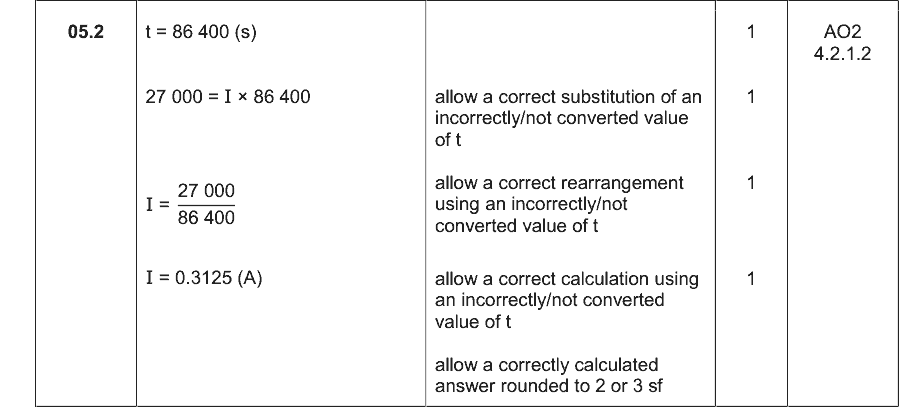 05.2 t = 86 400 (s) 1 AO2
4.2.1.2
27 000 = I × 86 400 allow a correct substitution of an 1
incorrectly/not converted value
of t
I = 27 000 / 86 400 allow a correct rearrangement 1
using an incorrectly/not
converted value of t
I = 0.3125 (A) allow a correct calculation using 1
an incorrectly/not converted
value of t
allow a correctly calculated
answer rounded to 2 or 3 sf